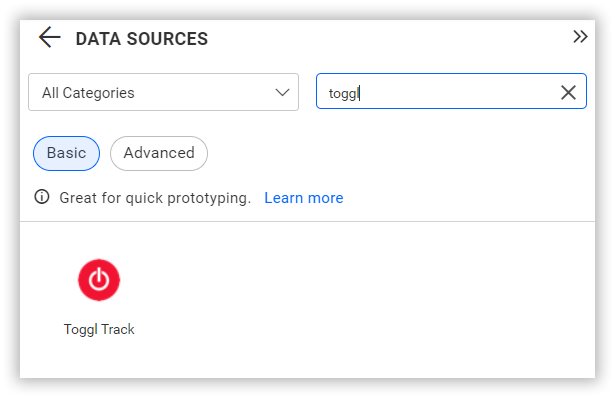 DATA SOURCES
All Categories
toggl
Basic
Advanced
Great for quick prototyping. Learn more
Toggl Track